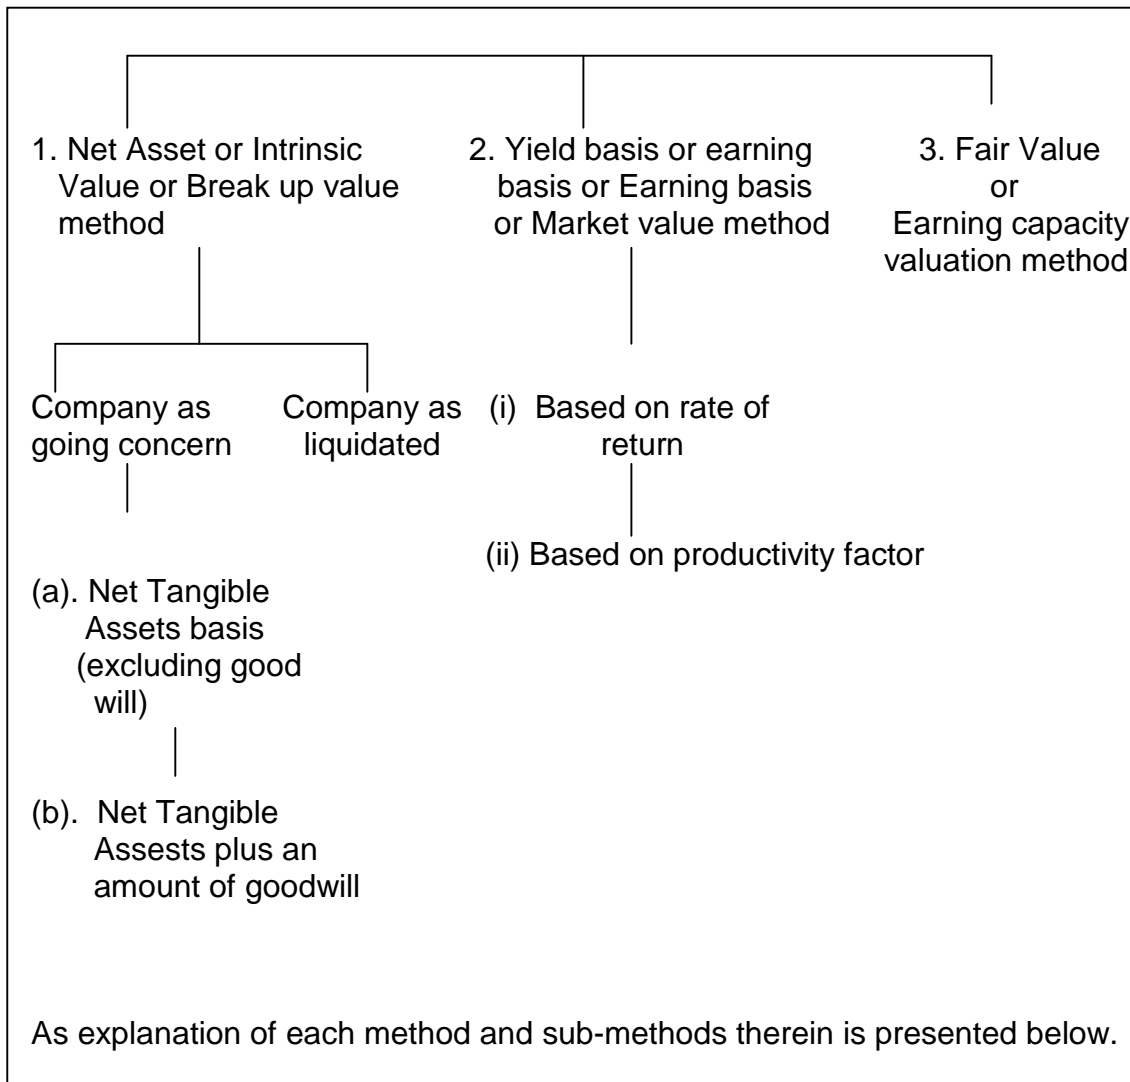 1. Net Asset or Intrinsic
Value or Break up value
method
2. Yield basis or earning
basis or Earning basis
or Market value method
3. Fair Value
or
Earning capacity
valuation method
Company as
going concern
Company as
liquidated
(i) Based on rate of
return
(ii) Based on productivity factor
(a). Net Tangible
Assets basis
(excluding good
will)
(b). Net Tangible
Assests plus an
amount of goodwill
As explanation of each method and sub-methods therein is presented below.